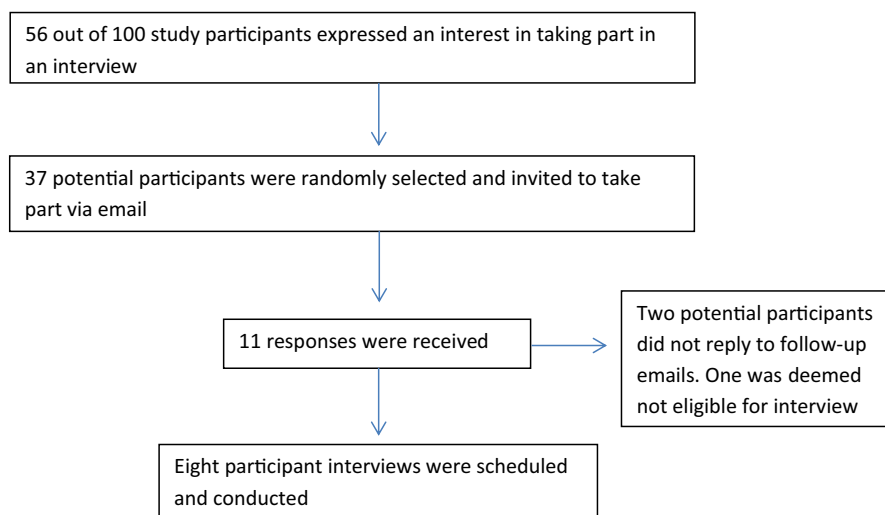 56 out of 100 study participants expressed an interest in taking part in
an interview
37 potential participants were randomly selected and invited to take
part via email
11 responses were received
Two potential participants
did not reply to follow-up
emails. One was deemed
not eligible for interview
Eight participant interviews were scheduled
and conducted